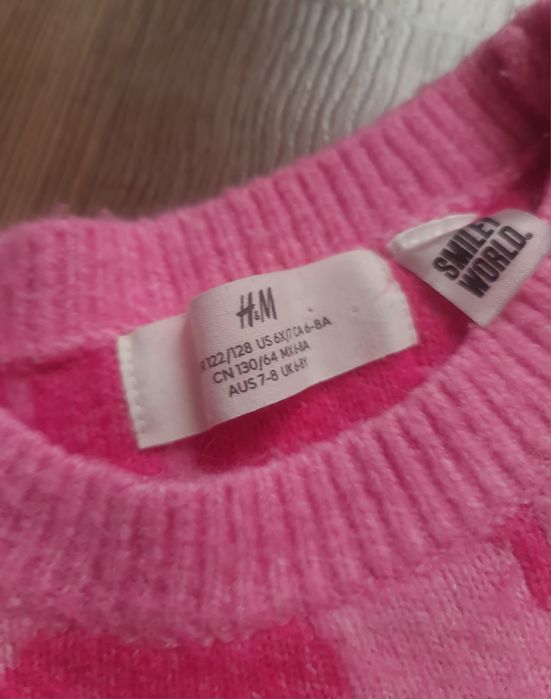 H&M
122/128 US 6X/7 CA 6-8A
CN 130/64 MX 6-8A
AUS 7-8 UK 6-8Y
SMILEY
WORLD®